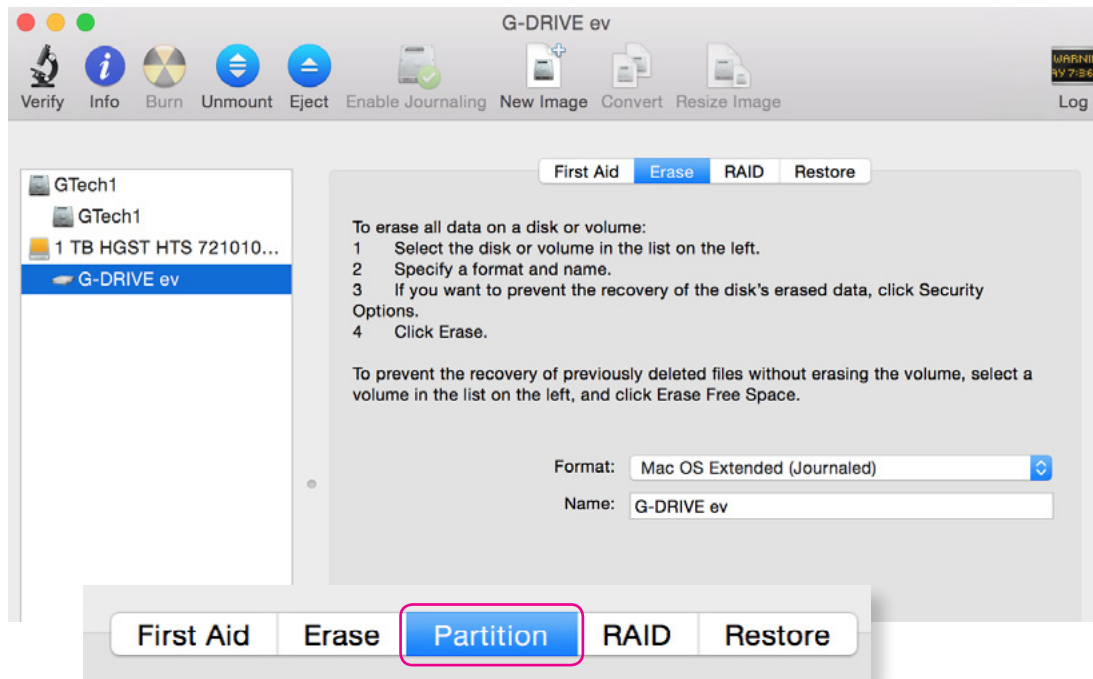 G-DRIVE ev
Verify Info Burn Unmount Eject Enable Journaling New Image Convert Resize Image Log
WARNI
AY 7:36
First Aid Erase RAID Restore
GTech1
GTech1
1 TB HGST HTS 721010...
G-DRIVE ev
To erase all data on a disk or volume:
1 Select the disk or volume in the list on the left.
2 Specify a format and name.
3 If you want to prevent the recovery of the disk's erased data, click Security
Options.
4 Click Erase.
To prevent the recovery of previously deleted files without erasing the volume, select a
volume in the list on the left, and click Erase Free Space.
Format: Mac OS Extended (Journaled)
Name: G-DRIVE ev
First Aid Erase Partition RAID Restore